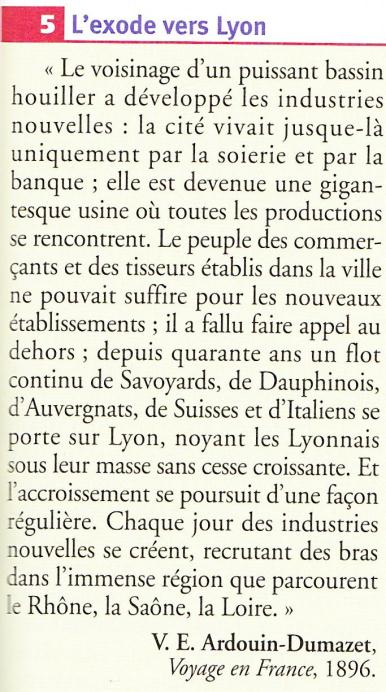 5 L'exode vers Lyon
« Le voisinage d'un puissant bassin
houiller a développé les industries
nouvelles : la cité vivait jusque-là
uniquement par la soierie et par la
banque ; elle est devenue une gigan-
tesque usine où toutes les productions
se rencontrent. Le peuple des commer-
çants et des tisseurs établis dans la ville
ne pouvait suffire pour les nouveaux
établissements ; il a fallu faire appel au
dehors ; depuis quarante ans un flot
continu de Savoyards, de Dauphinois,
d'Auvergnats, de Suisses et d'Italiens se
porte sur Lyon, noyant les Lyonnais
sous leur masse sans cesse croissante. Et
l'accroissement se poursuit d'une façon
régulière. Chaque jour des industries
nouvelles se créent, recrutant des bras
dans l'immense région que parcourent
le Rhône, la Saône, la Loire. »
V. E. Ardouin-Dumazet,
Voyage en France, 1896.